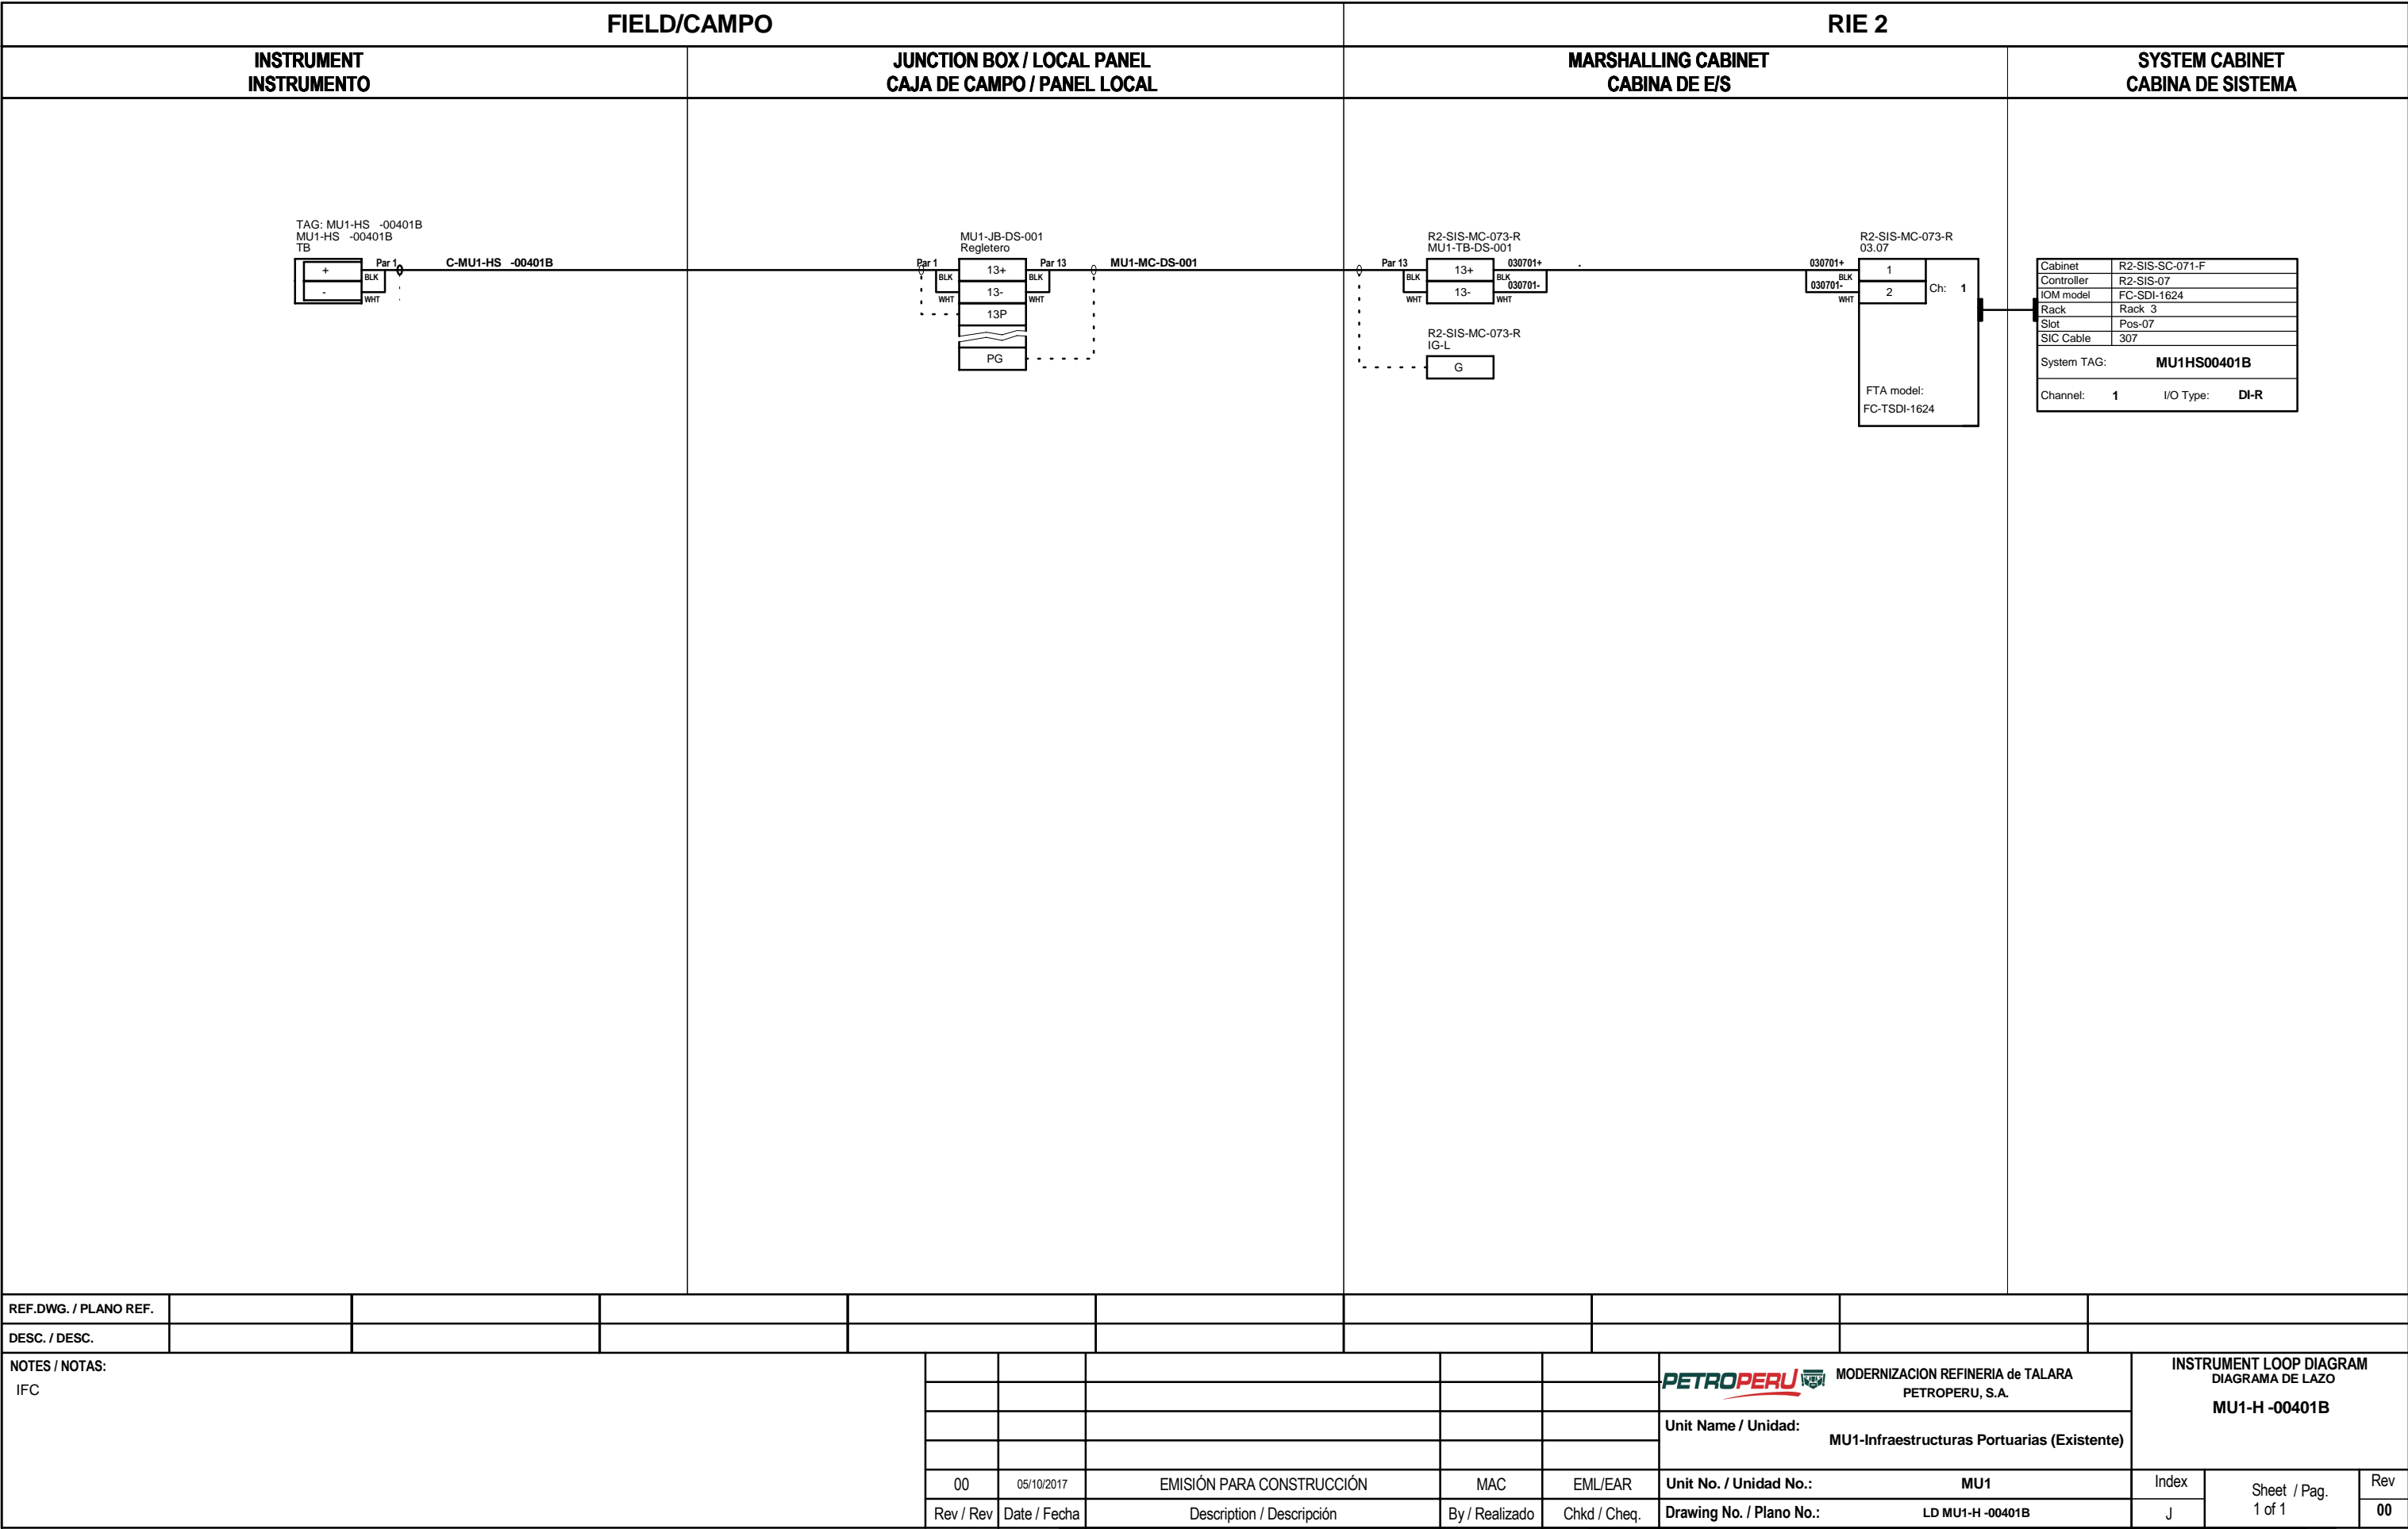 FIELD/CAMPO
RIE 2
INSTRUMENT
INSTRUMENTO
JUNCTION BOX / LOCAL PANEL
CAJA DE CAMPO / PANEL LOCAL
MARSHALLING CABINET
CABINA DE E/S
SYSTEM CABINET
CABINA DE SISTEMA
TAG: MU1-HS -00401B
MU1-HS -00401B
TB
+
-
Par 1
BLK
WHT
C-MU1-HS -00401B
MU1-JB-DS-001
Regletero
Par 1
BLK
WHT
13+
13-
13P
PG
Par 13
BLK
WHT
MU1-MC-DS-001
R2-SIS-MC-073-R
MU1-TB-DS-001
Par 13
BLK
WHT
13+
13-
030701+
BLK
030701-
WHT
R2-SIS-MC-073-R
IG-L
G
R2-SIS-MC-073-R
03.07
030701+
BLK
030701-
WHT
1
2
Ch: 1
FTA model:
FC-TSDI-1624
Cabinet R2-SIS-SC-071-F
Controller R2-SIS-07
IOM model FC-SDI-1624
Rack Rack 3
Slot Pos-07
SIC Cable 307
System TAG: MU1HS00401B
Channel: 1 I/O Type: DI-R
REF.DWG. / PLANO REF.
DESC. / DESC.
NOTES / NOTAS:
IFC
00 05/10/2017 EMISIÓN PARA CONSTRUCCIÓN MAC EML/EAR
Rev / Rev Date / Fecha Description / Descripción By / Realizado Chkd / Cheq.
PETROPERU
MODERNIZACION REFINERIA de TALARA
PETROPERU, S.A.
Unit Name / Unidad:
MU1-Infraestructuras Portuarias (Existente)
Unit No. / Unidad No.: MU1
Drawing No. / Plano No.: LD MU1-H -00401B
INSTRUMENT LOOP DIAGRAM
DIAGRAMA DE LAZO
MU1-H -00401B
Index
J
Sheet / Pag.
1 of 1
Rev
00